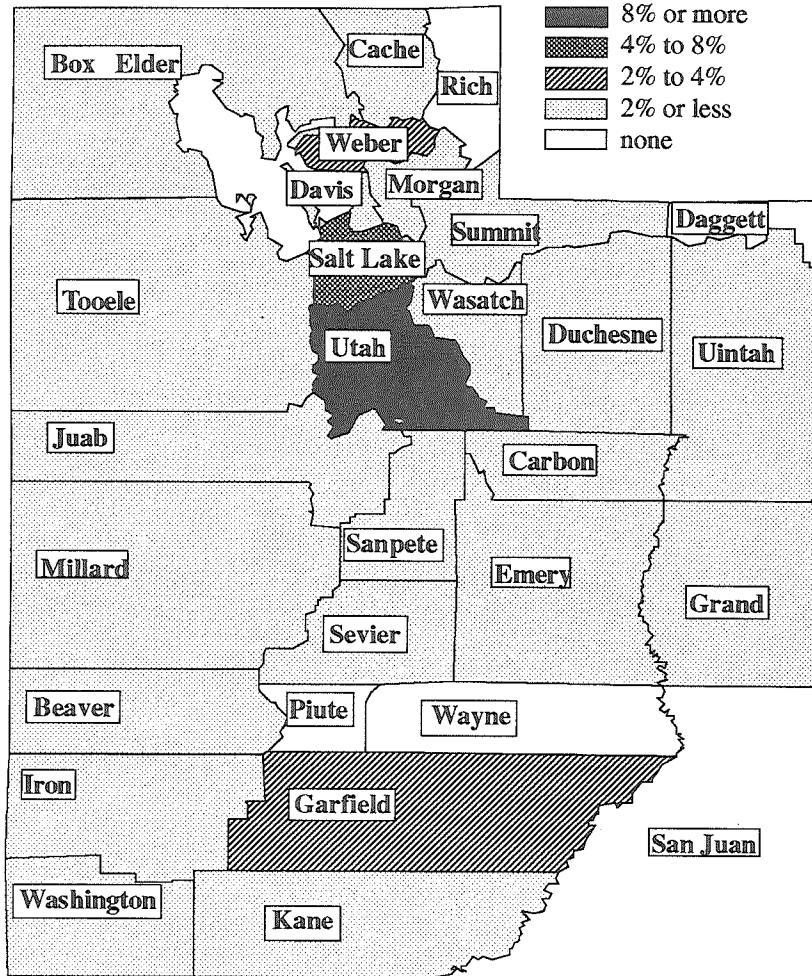 8% or more
Cache
4% to 8%
Box Elder
2% to 4%
Rich
2% or less
Weber
none
Davis
Morgan
Daggett
Summit
Salt Lake
Tooele
Wasatch
Utah
Duchesne
Uintah
Juab
Carbon
Sanpete
Millard
Emery
Grand
Sevier
Beaver
Piute
Wayne
Iron
Garfield
San Juan
Washington
Kane